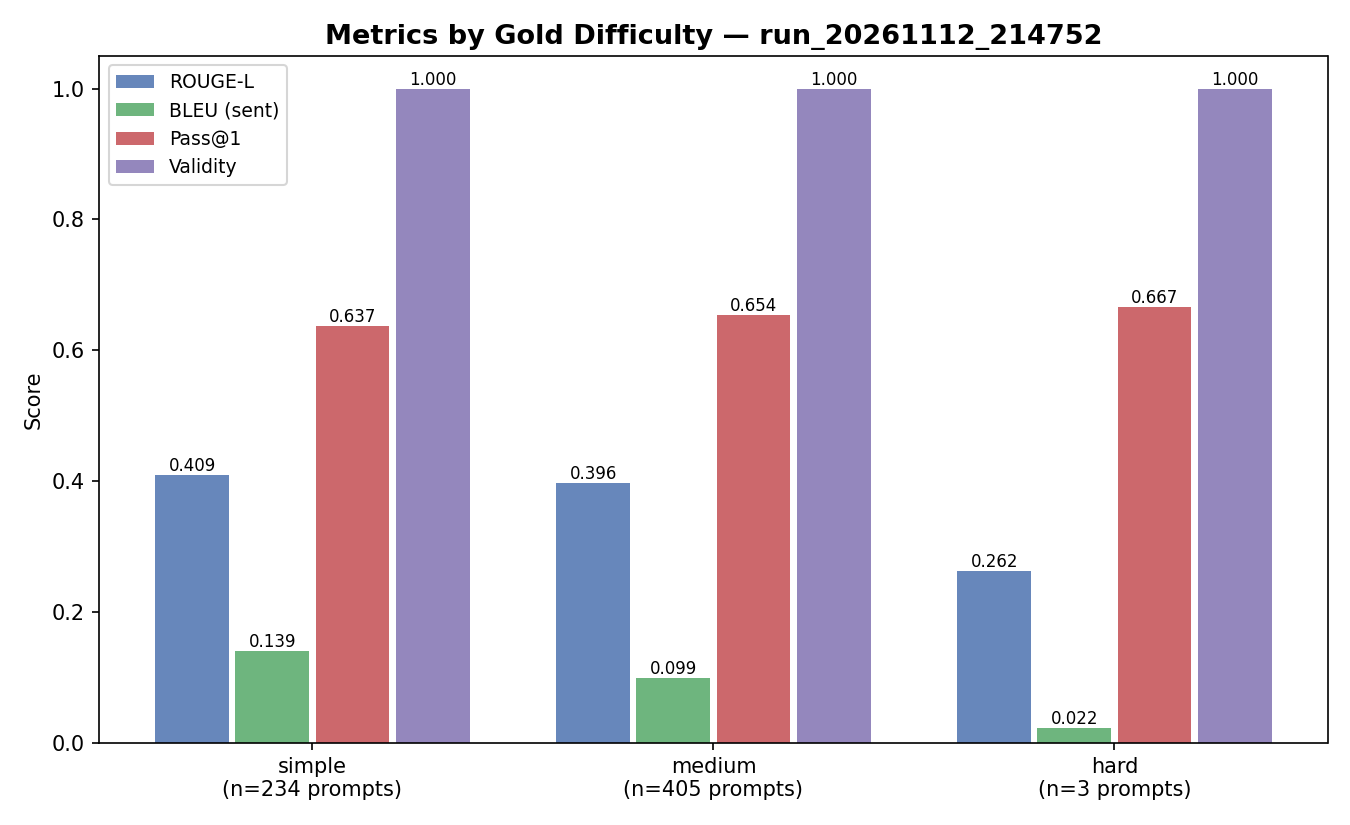 Metrics by Gold Difficulty — run_20261112_214752
ROUGE-L
BLEU (sent)
Pass@1
Validity
Score
1.0
0.8
0.6
0.4
0.2
0.0
0.409
0.139
0.637
1.000
0.396
0.099
0.654
1.000
0.262
0.022
0.667
1.000
simple
(n=234 prompts)
medium
(n=405 prompts)
hard
(n=3 prompts)